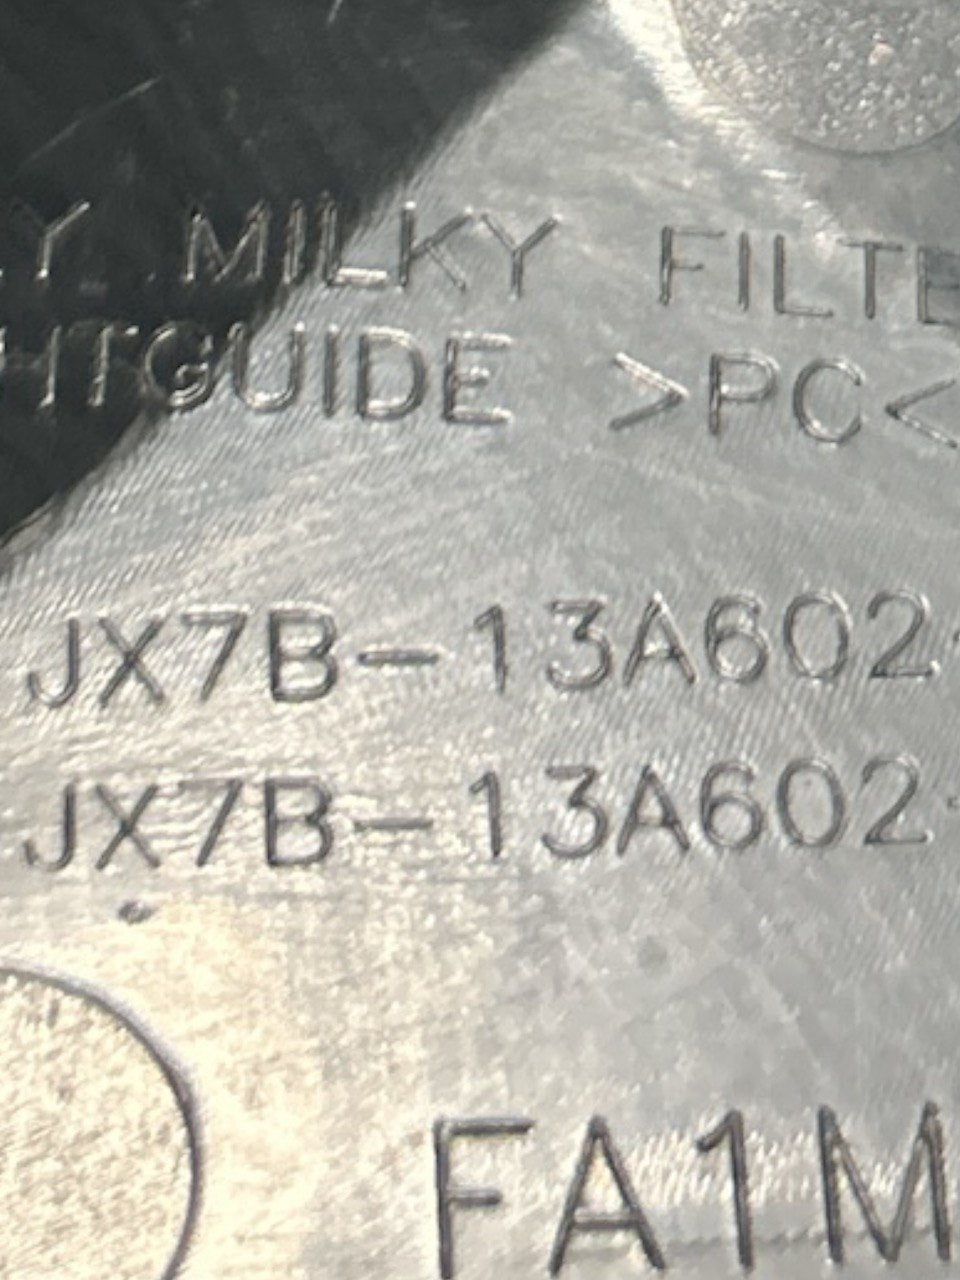 Y MILKY FILTE
HTGUIDE >PC<
JX7B-13A602-
JX7B-13A602-
FA1M